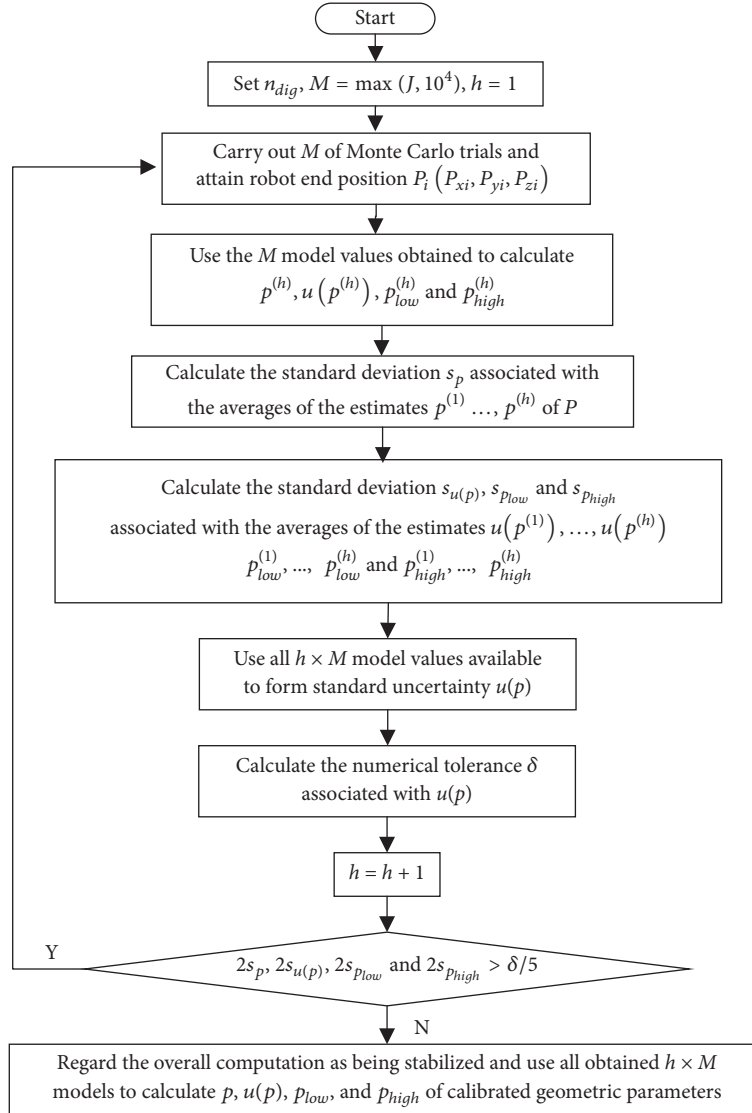 Start
Set n_dig, M = max (J, 10^4), h = 1
Carry out M of Monte Carlo trials and
attain robot end position P_i (P_xi, P_yi, P_zi)
Use the M model values obtained to calculate
p^(h), u(p^(h)), p_low^(h) and p_high^(h)
Calculate the standard deviation s_p associated with
the averages of the estimates p^(1) ..., p^(h) of P
Calculate the standard deviation s_u(p), s_p_low and s_p_high
associated with the averages of the estimates u(p^(1)), ..., u(p^(h))
p_low^(1), ..., p_low^(h) and p_high^(1), ..., p_high^(h)
Use all h × M model values available
to form standard uncertainty u(p)
Calculate the numerical tolerance δ
associated with u(p)
h = h + 1
Y
2s_p, 2s_u(p), 2s_p_low and 2s_p_high > δ/5
N
Regard the overall computation as being stabilized and use all obtained h × M
models to calculate p, u(p), p_low, and p_high of calibrated geometric parameters